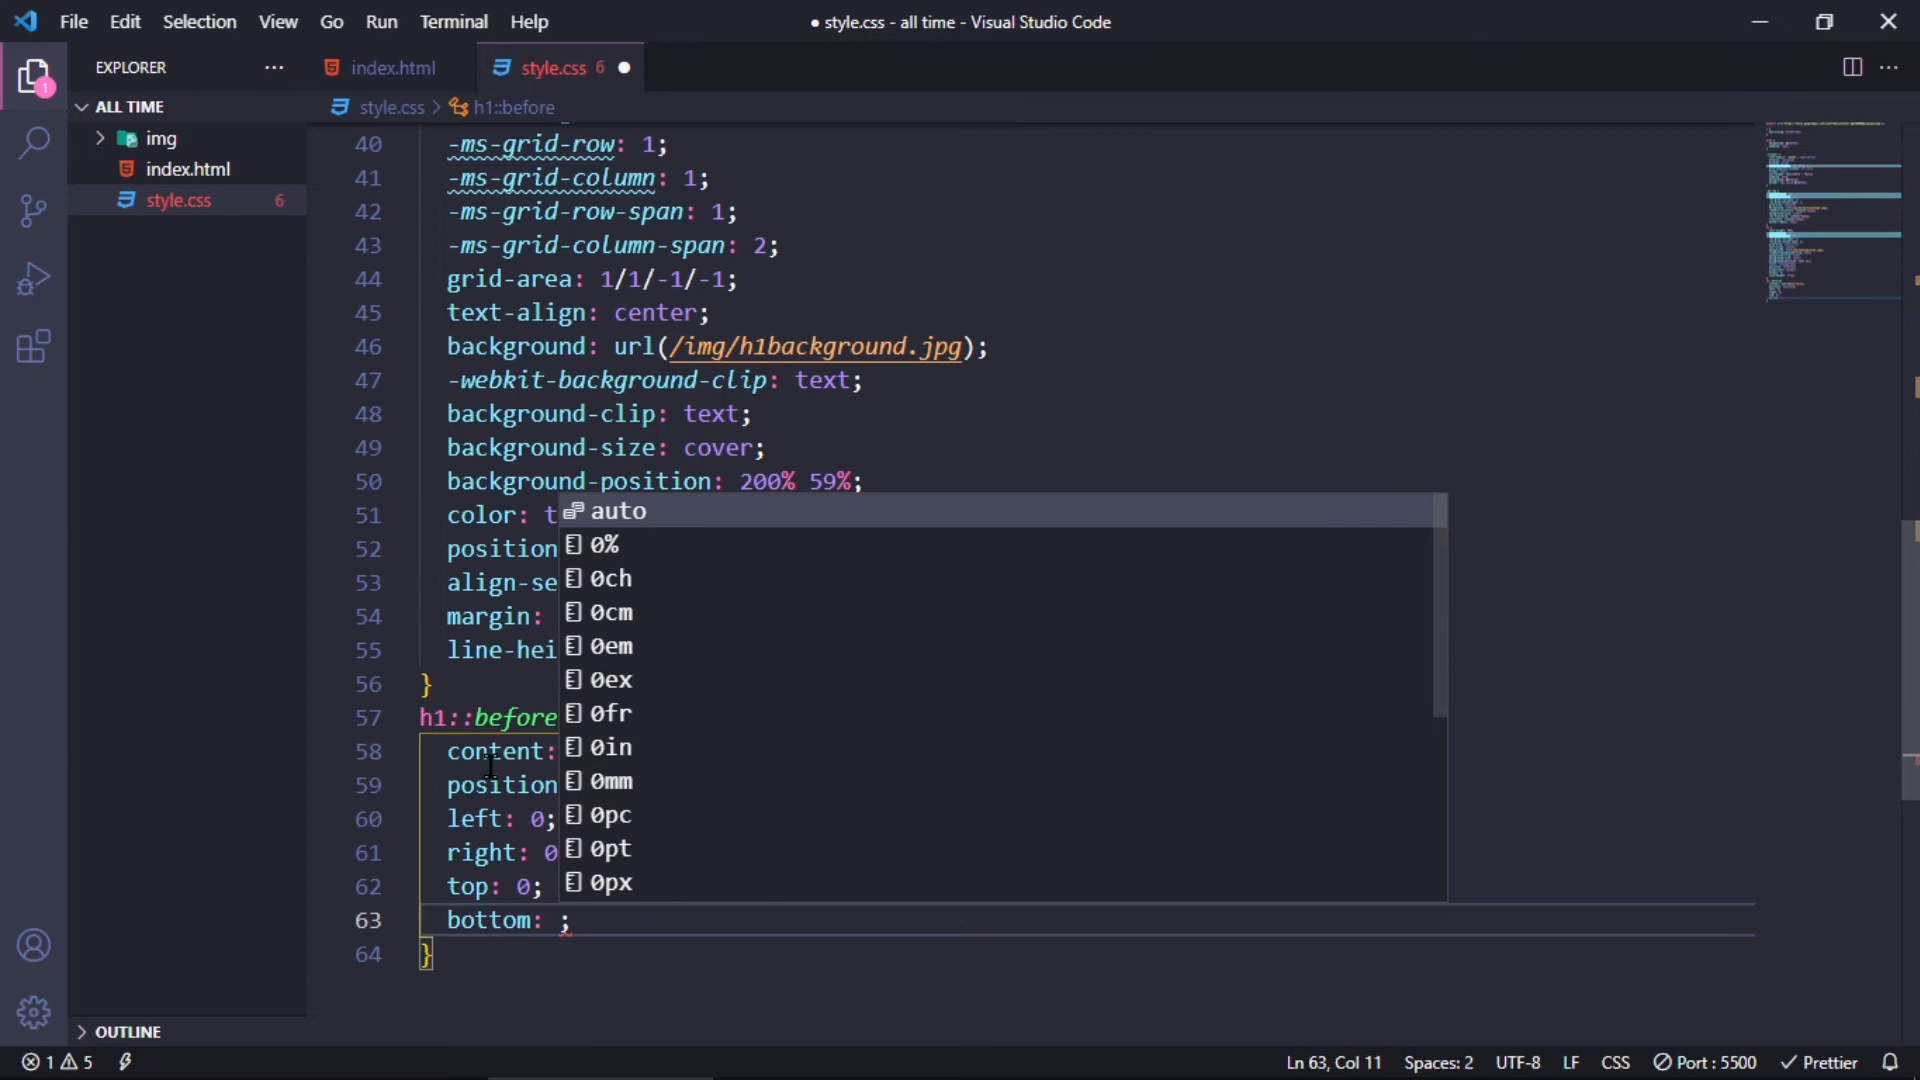 File Edit Selection View Go Run Terminal Help
● style.css - all time - Visual Studio Code
EXPLORER
index.html
style.css 6
ALL TIME
style.css > h1::before
img
index.html
style.css 6
40 -ms-grid-row: 1;
41 -ms-grid-column: 1;
42 -ms-grid-row-span: 1;
43 -ms-grid-column-span: 2;
44 grid-area: 1/1/-1/-1;
45 text-align: center;
46 background: url(/img/h1background.jpg);
47 -webkit-background-clip: text;
48 background-clip: text;
49 background-size: cover;
50 background-position: 200% 59%;
51 color: t
52 position
53 align-se
54 margin:
55 line-hei
56 }
57 h1::before
58 content:
59 position
60 left: 0;
61 right: 0
62 top: 0;
63 bottom: ;
64 }
auto
0%
0ch
0cm
0em
0ex
0fr
0in
0mm
0pc
0pt
0px
OUTLINE
1 5
Ln 63, Col 11 Spaces: 2 UTF-8 LF CSS Port : 5500 Prettier